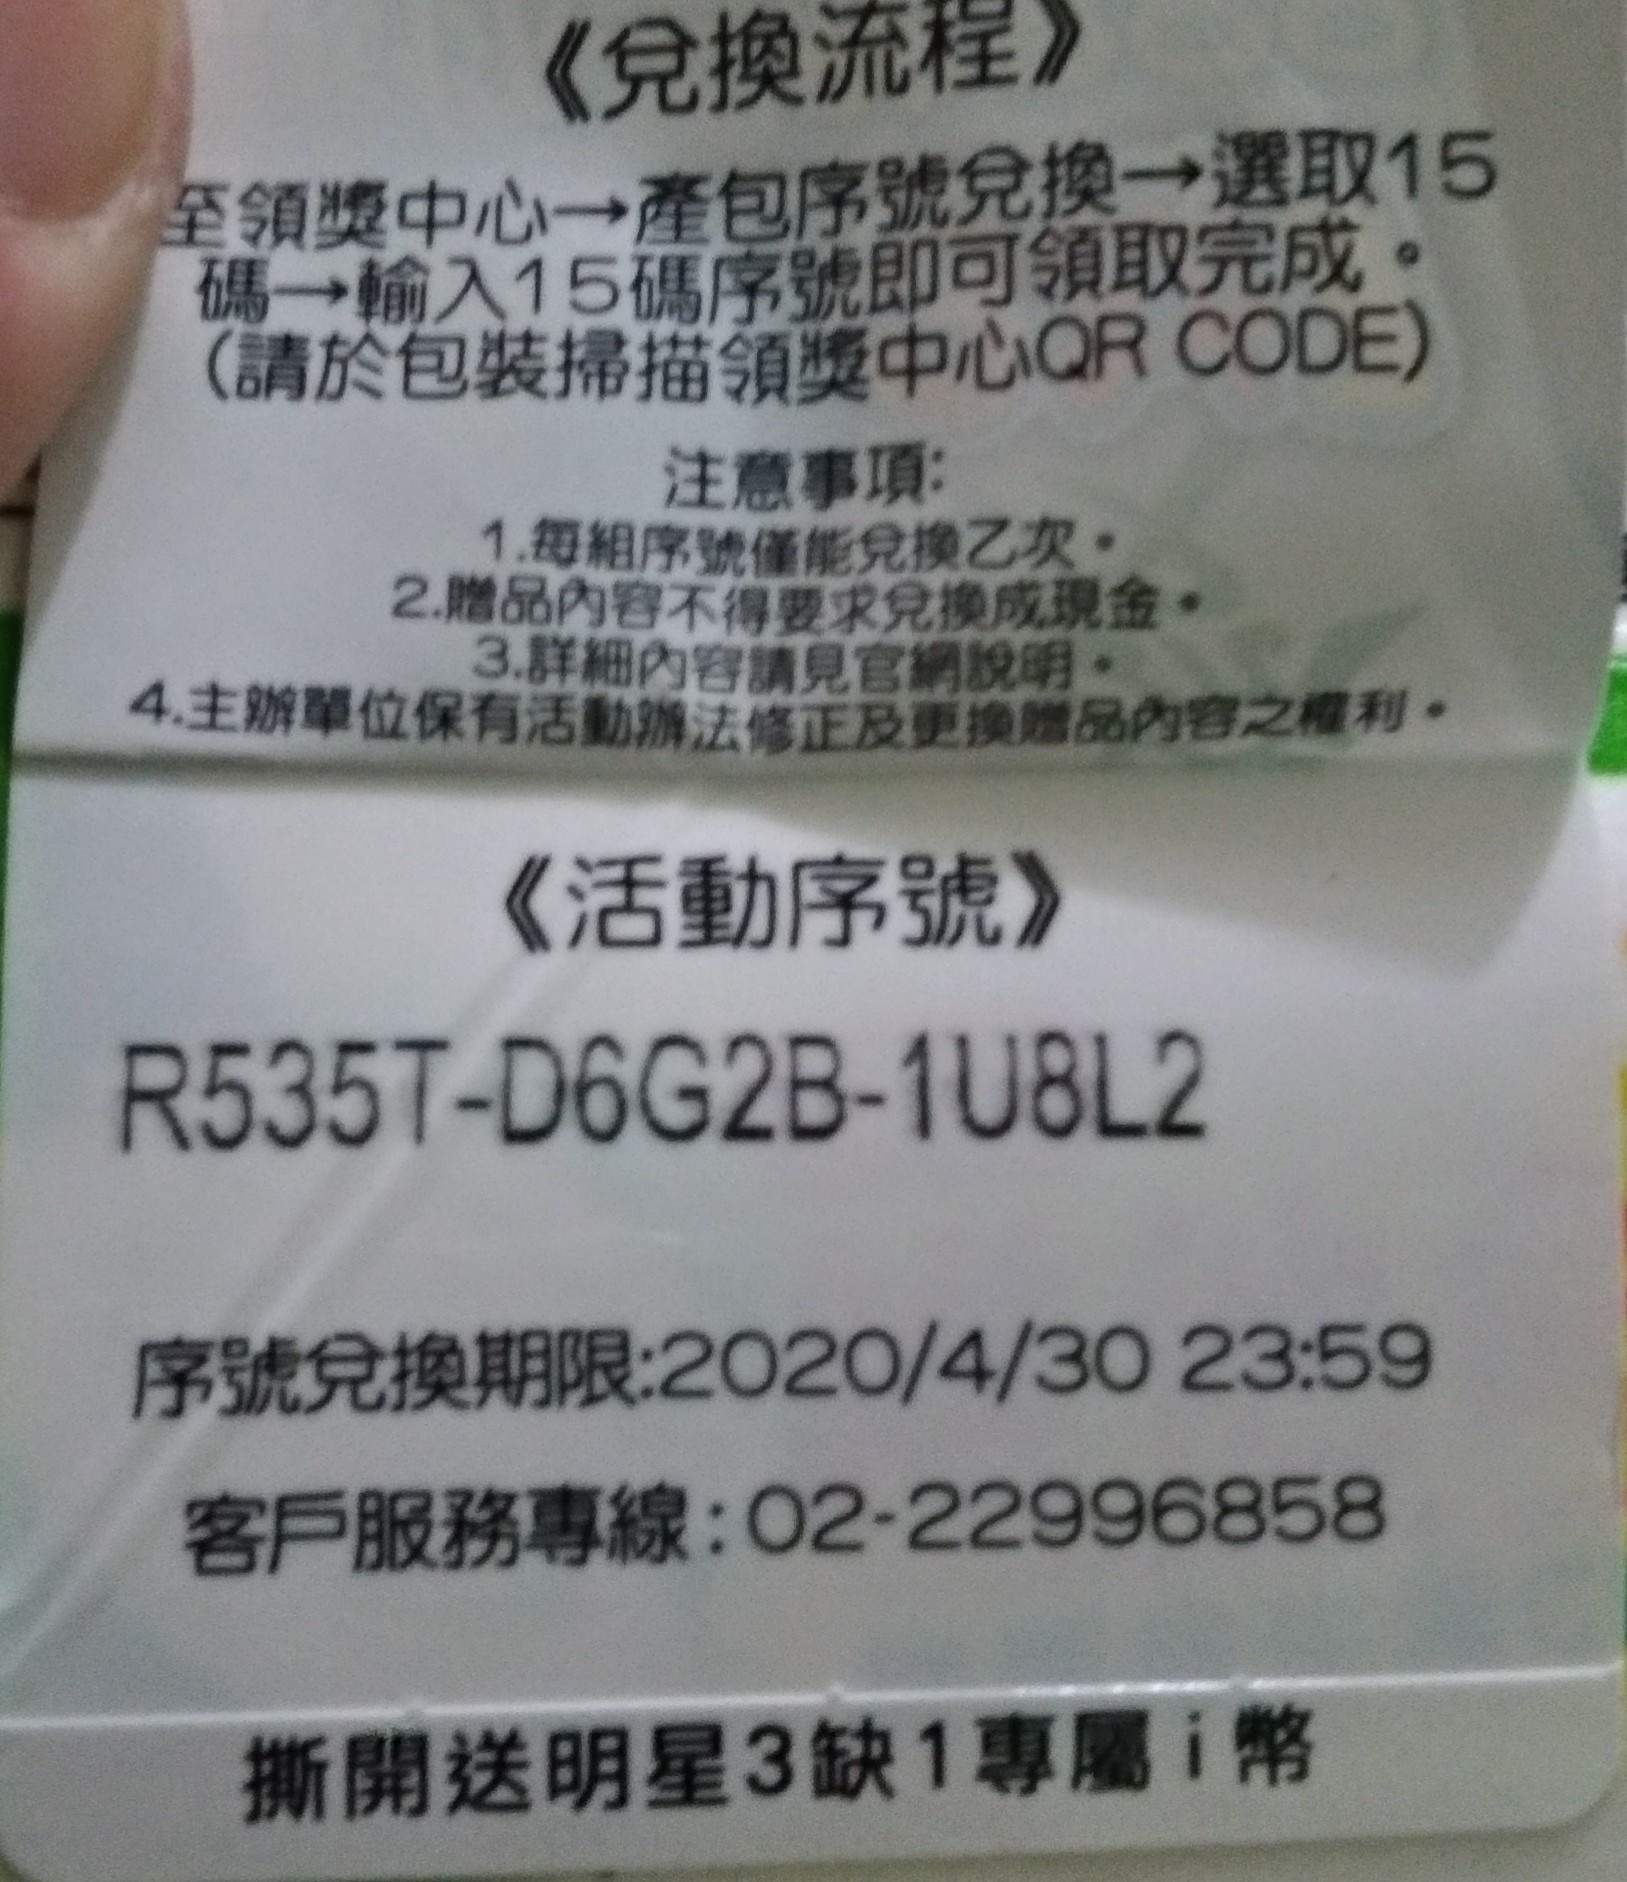 《兌換流程》
至領獎中心→產包序號兌換→選取15
碼→輸入15碼序號即可領取完成。
(請於包裝掃描領獎中心QR CODE)
注意事項:
1.每組序號僅能兌換乙次。
2.贈品內容不得要求兌換成現金。
3.詳細內容請見官網說明。
4.主辦單位保有活動辦法修正及更換贈品內容之權利。
《活動序號》
R535T-D6G2B-1U8L2
序號兌換期限:2020/4/30 23:59
客戶服務專線:02-22996858
撕開送明星3缺1專屬i幣